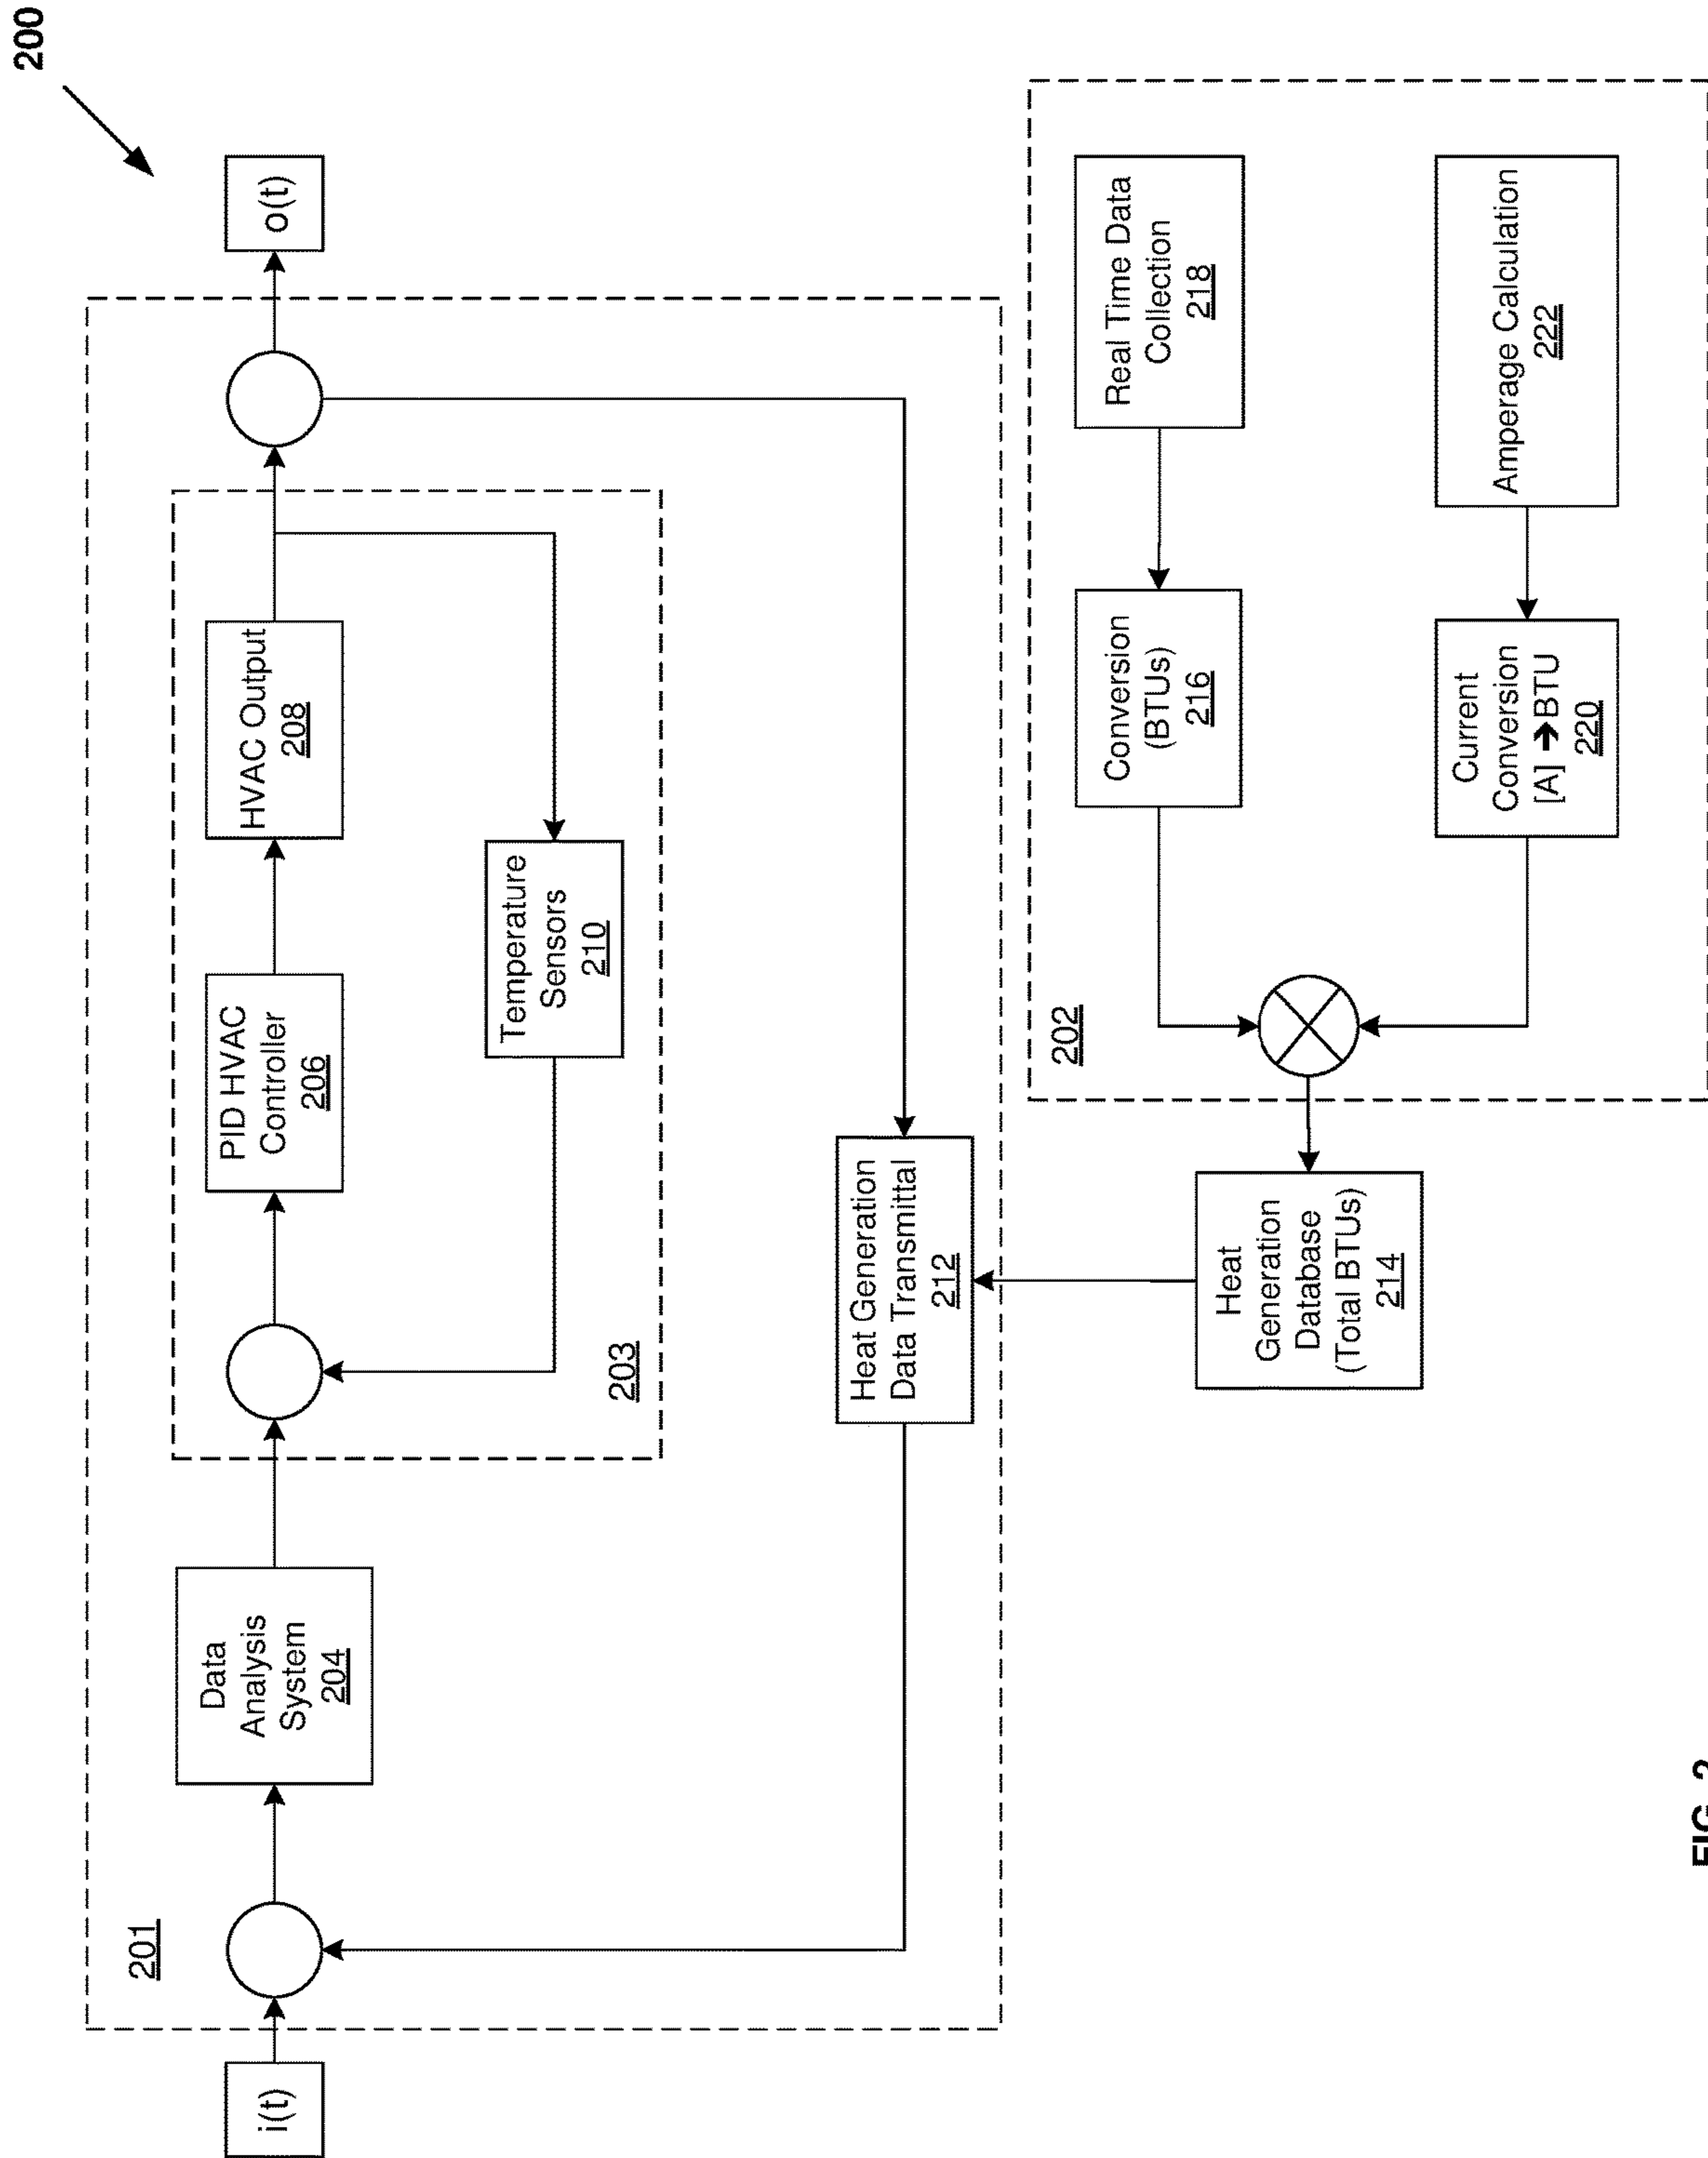 200
201
i(t)
Data
Analysis
System
204
PID HVAC
Controller
206
HVAC Output
208
o(t)
Temperature
Sensors
210
203
Heat Generation
Data Transmittal
212
202
Heat
Generation
Database
(Total BTUs)
214
Conversion
(BTUs)
216
Real Time Data
Collection
218
Current
Conversion
[A] ➔BTU
220
Amperage Calculation
222
FIG. 2